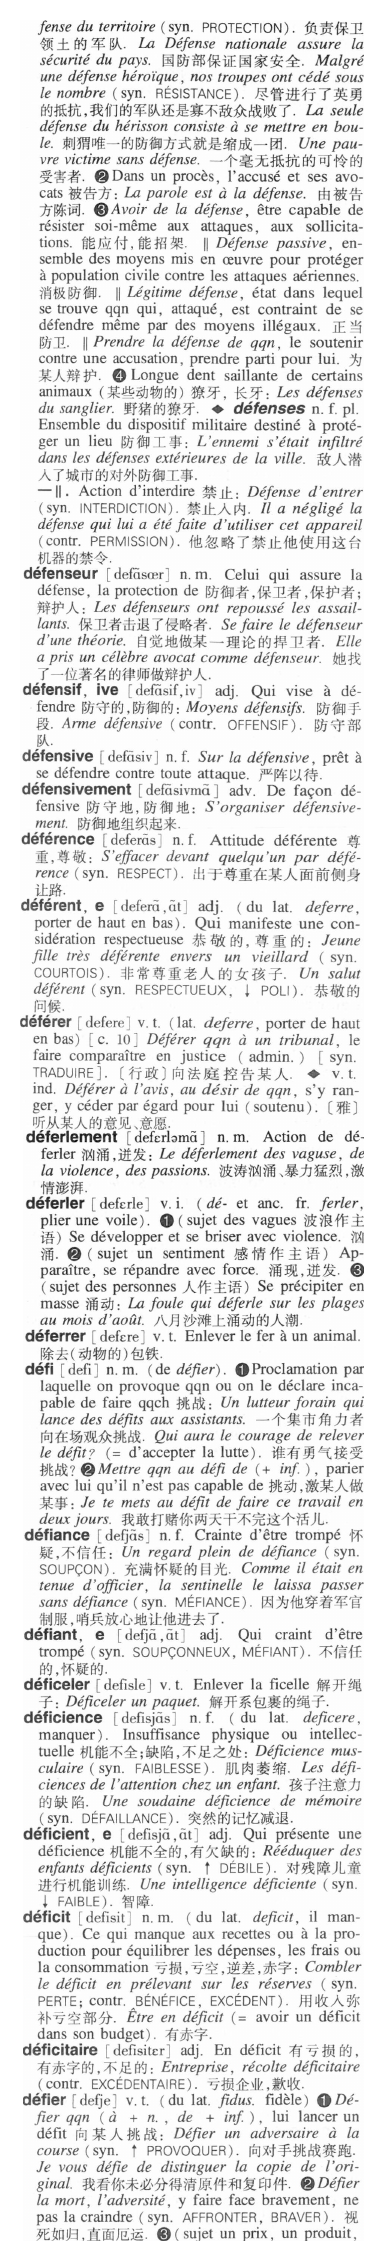 fense du territoire (syn. PROTECTION). 负责保卫
领土的军队. La Défense nationale assure la
sécurité du pays. 国防部保证国家安全. Malgré
une défense héroïque, nos troupes ont cédé sous
le nombre (syn. RÉSISTANCE). 尽管进行了英勇
的抵抗,我们的军队还是寡不敌众战败了. La seule
défense du hérisson consiste à se mettre en bou-
le. 刺猬唯一的防御方式就是缩成一团. Une pau-
vre victime sans défense. 一个毫无抵抗的可怜的
受害者. ❷Dans un procès, l'accusé et ses avo-
cats 被告方: La parole est à la défense. 由被告
方陈词. ❸Avoir de la défense, être capable de
résister soi-même aux attaques, aux sollicita-
tions. 能应付,能招架. ‖ Défense passive, en-
semble des moyens mis en œuvre pour protéger
à population civile contre les attaques aériennes.
消极防御. ‖ Légitime défense, état dans lequel
se trouve qqn qui, attaqué, est contraint de se
défendre même par des moyens illégaux. 正当
防卫. ‖ Prendre la défense de qqn, le soutenir
contre une accusation, prendre parti pour lui. 为
某人辩护. ❹ Longue dent saillante de certains
animaux (某些动物的) 獠牙, 长牙: Les défenses
du sanglier. 野猪的獠牙. ◆ défenses n. f. pl.
Ensemble du dispositif militaire destiné à proté-
ger un lieu 防御工事: L'ennemi s'était infiltré
dans les défenses extérieures de la ville. 敌人潜
入了城市的对外防御工事.
—Ⅱ. Action d'interdire 禁止: Défense d'entrer
(syn. INTERDICTION). 禁止入内. Il a négligé la
défense qui lui a été faite d'utiliser cet appareil
(contr. PERMISSION). 他忽略了禁止他使用这台
机器的禁令.
défenseur [defɑ̃sœr] n. m. Celui qui assure la
défense, la protection de 防御者,保卫者,保护者;
辩护人: Les défenseurs ont repoussé les assail-
lants. 保卫者击退了侵略者. Se faire le défenseur
d'une théorie. 自觉地做某一理论的捍卫者. Elle
a pris un célèbre avocat comme défenseur. 她找
了一位著名的律师做辩护人.
défensif, ive [defɑ̃sif,iv] adj. Qui vise à dé-
fendre 防守的,防御的: Moyens défensifs. 防御手
段. Arme défensive (contr. OFFENSIF). 防守部
队.
défensive [defɑ̃siv] n. f. Sur la défensive, prêt à
se défendre contre toute attaque. 严阵以待.
défensivement [defɑ̃sivmɑ̃] adv. De façon dé-
fensive 防守地,防御地: S'organiser défensive-
ment. 防御地组织起来.
déférence [deferɑ̃s] n. f. Attitude déférente 尊
重,尊敬: S'effacer devant quelqu'un par défé-
rence (syn. RESPECT). 出于尊重在某人面前侧身
让路.
déférent, e [deferɑ̃,ɑ̃t] adj. (du lat. deferre,
porter de haut en bas). Qui manifeste une con-
sidération respectueuse 恭敬的, 尊重的: Jeune
fille très déférente envers un vieillard (syn.
COURTOIS). 非常尊重老人的女孩子. Un salut
déférent (syn. RESPECTUEUX, ↓ POLI). 恭敬的
问候.
déférer [defere] v. t. (lat. deferre, porter de haut
en bas) [c. 10] Déférer qqn à un tribunal, le
faire comparaître en justice (admin.) [syn.
TRADUIRE]. [行政] 向法庭控告某人. ◆ v. t.
ind. Déférer à l'avis, au désir de qqn, s'y ran-
ger, y céder par égard pour lui (soutenu). [雅]
听从某人的意见、意愿.
déferlement [defɛrləmɑ̃] n. m. Action de dé-
ferler 汹涌,迸发: Le déferlement des vaguse, de
la violence, des passions. 波涛汹涌、暴力猛烈,激
情澎湃.
déferler [defɛrle] v. i. (dé- et anc. fr. ferler,
plier une voile). ❶ (sujet des vagues 波浪作主
语) Se développer et se briser avec violence. 汹
涌. ❷ (sujet un sentiment 感情作主语) Ap-
paraître, se répandre avec force. 涌现,迸发. ❸
(sujet des personnes 人作主语) Se précipiter en
masse 涌动: La foule qui déferle sur les plages
au mois d'août. 八月沙滩上涌动的人潮.
déferrer [defɛre] v. t. Enlever le fer à un animal.
除去(动物的)包铁.
défi [defi] n. m. (de défier). ❶Proclamation par
laquelle on provoque qqn ou on le déclare inca-
pable de faire qqch 挑战: Un lutteur forain qui
lance des défits aux assistants. 一个集市角力者
向在场观众挑战. Qui aura le courage de relever
le défit? (= d'accepter la lutte). 谁有勇气接受
挑战? ❷Mettre qqn au défi de (+ inf.), parier
avec lui qu'il n'est pas capable de 挑动,激某人做
某事: Je te mets au défit de faire ce travail en
deux jours. 我敢打赌你两天干不完这个活儿.
défiance [defjɑ̃s] n. f. Crainte d'être trompé 怀
疑,不信任: Un regard plein de défiance (syn.
SOUPÇON). 充满怀疑的目光. Comme il était en
tenue d'officier, la sentinelle le laissa passer
sans défiance (syn. MÉFIANCE). 因为他穿着军官
制服,哨兵放心地让他进去了.
défiant, e [defjɑ̃,ɑ̃t] adj. Qui craint d'être
trompé (syn. SOUPÇONNEUX, MÉFIANT). 不信任
的,怀疑的.
déficeler [defisle] v. t. Enlever la ficelle 解开绳
子: Déficeler un paquet. 解开系包裹的绳子.
déficience [defisjɑ̃s] n. f. (du lat. deficere,
manquer). Insuffisance physique ou intellec-
tuelle 机能不全;缺陷,不足之处: Déficience mus-
culaire (syn. FAIBLESSE). 肌肉萎缩. Les défi-
ciences de l'attention chez un enfant. 孩子注意力
的缺陷. Une soudaine déficience de mémoire
(syn. DÉFAILLANCE). 突然的记忆减退.
déficient, e [defisjɑ̃,ɑ̃t] adj. Qui présente une
déficience 机能不全的,有欠缺的: Rééduquer des
enfants déficients (syn. ↑ DÉBILE). 对残障儿童
进行机能训练. Une intelligence déficiente (syn.
↓ FAIBLE). 智障.
déficit [defisit] n. m. (du lat. deficit, il man-
que). Ce qui manque aux recettes ou à la pro-
duction pour équilibrer les dépenses, les frais ou
la consommation 亏损,亏空,逆差,赤字: Combler
le déficit en prélevant sur les réserves (syn.
PERTE; contr. BÉNÉFICE, EXCÉDENT). 用收入弥
补亏空部分. Être en déficit (= avoir un déficit
dans son budget). 有赤字.
déficitaire [defisitɛr] adj. En déficit 有亏损的,
有赤字的,不足的: Entreprise, récolte déficitaire
(contr. EXCÉDENTAIRE). 亏损企业,歉收.
défier [defje] v. t. (du lat. fidus. fidèle) ❶Dé-
fier qqn (à + n., de + inf.), lui lancer un
défit 向某人挑战: Défier un adversaire à la
course (syn. ↑ PROVOQUER). 向对手挑战赛跑.
Je vous défie de distinguer la copie de l'ori-
ginal. 我看你未必分得清原件和复印件. ❷Défier
la mort, l'adversité, y faire face bravement, ne
pas la craindre (syn. AFFRONTER, BRAVER). 视
死如归,直面厄运. ❸(sujet un prix, un produit,